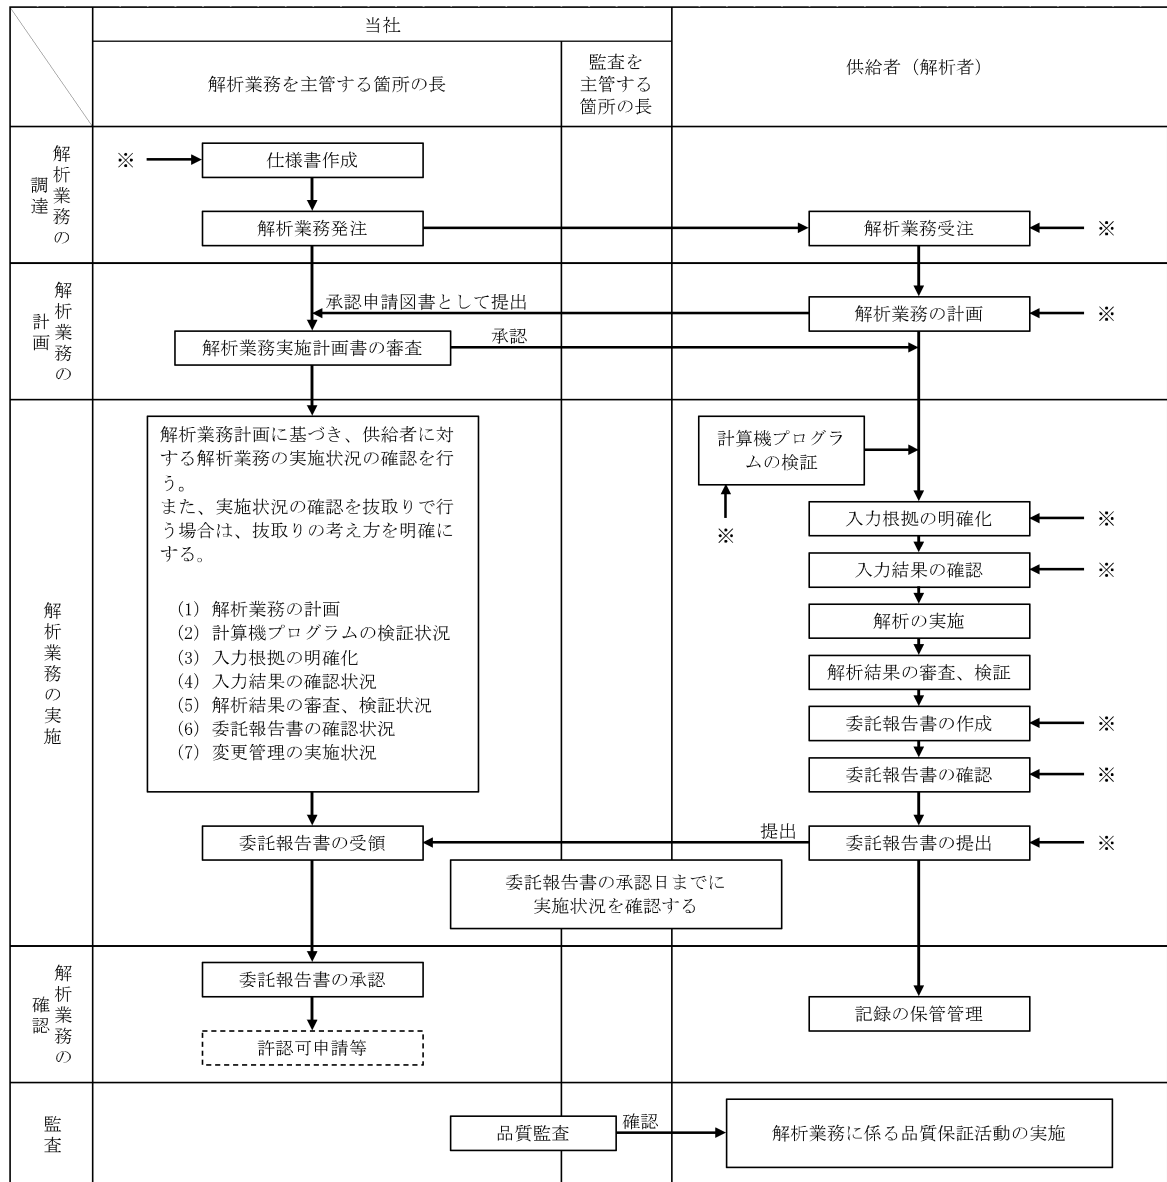 当社
解析業務を主管する箇所の長
監査を
主管する
箇所の長
供給者（解析者）
解析業務の
調達
※
仕様書作成
解析業務発注
解析業務受注
※
解析業務の
計画
承認申請図書として提出
解析業務の計画
※
解析業務実施計画書の審査
承認
解析業務の実施
解析業務計画に基づき、供給者に対
する解析業務の実施状況の確認を行
う。
また、実施状況の確認を抜取りで行
う場合は、抜取りの考え方を明確に
する。
(1) 解析業務の計画
(2) 計算機プログラムの検証状況
(3) 入力根拠の明確化
(4) 入力結果の確認状況
(5) 解析結果の審査、検証状況
(6) 委託報告書の確認状況
(7) 変更管理の実施状況
計算機プログラ
ムの検証
※
入力根拠の明確化
※
入力結果の確認
※
解析の実施
解析結果の審査、検証
委託報告書の作成
※
委託報告書の確認
※
委託報告書の受領
提出
委託報告書の提出
※
委託報告書の承認日までに
実施状況を確認する
解析業務の
確認
委託報告書の承認
記録の保管管理
許認可申請等
監査
品質監査
確認
解析業務に係る品質保証活動の実施